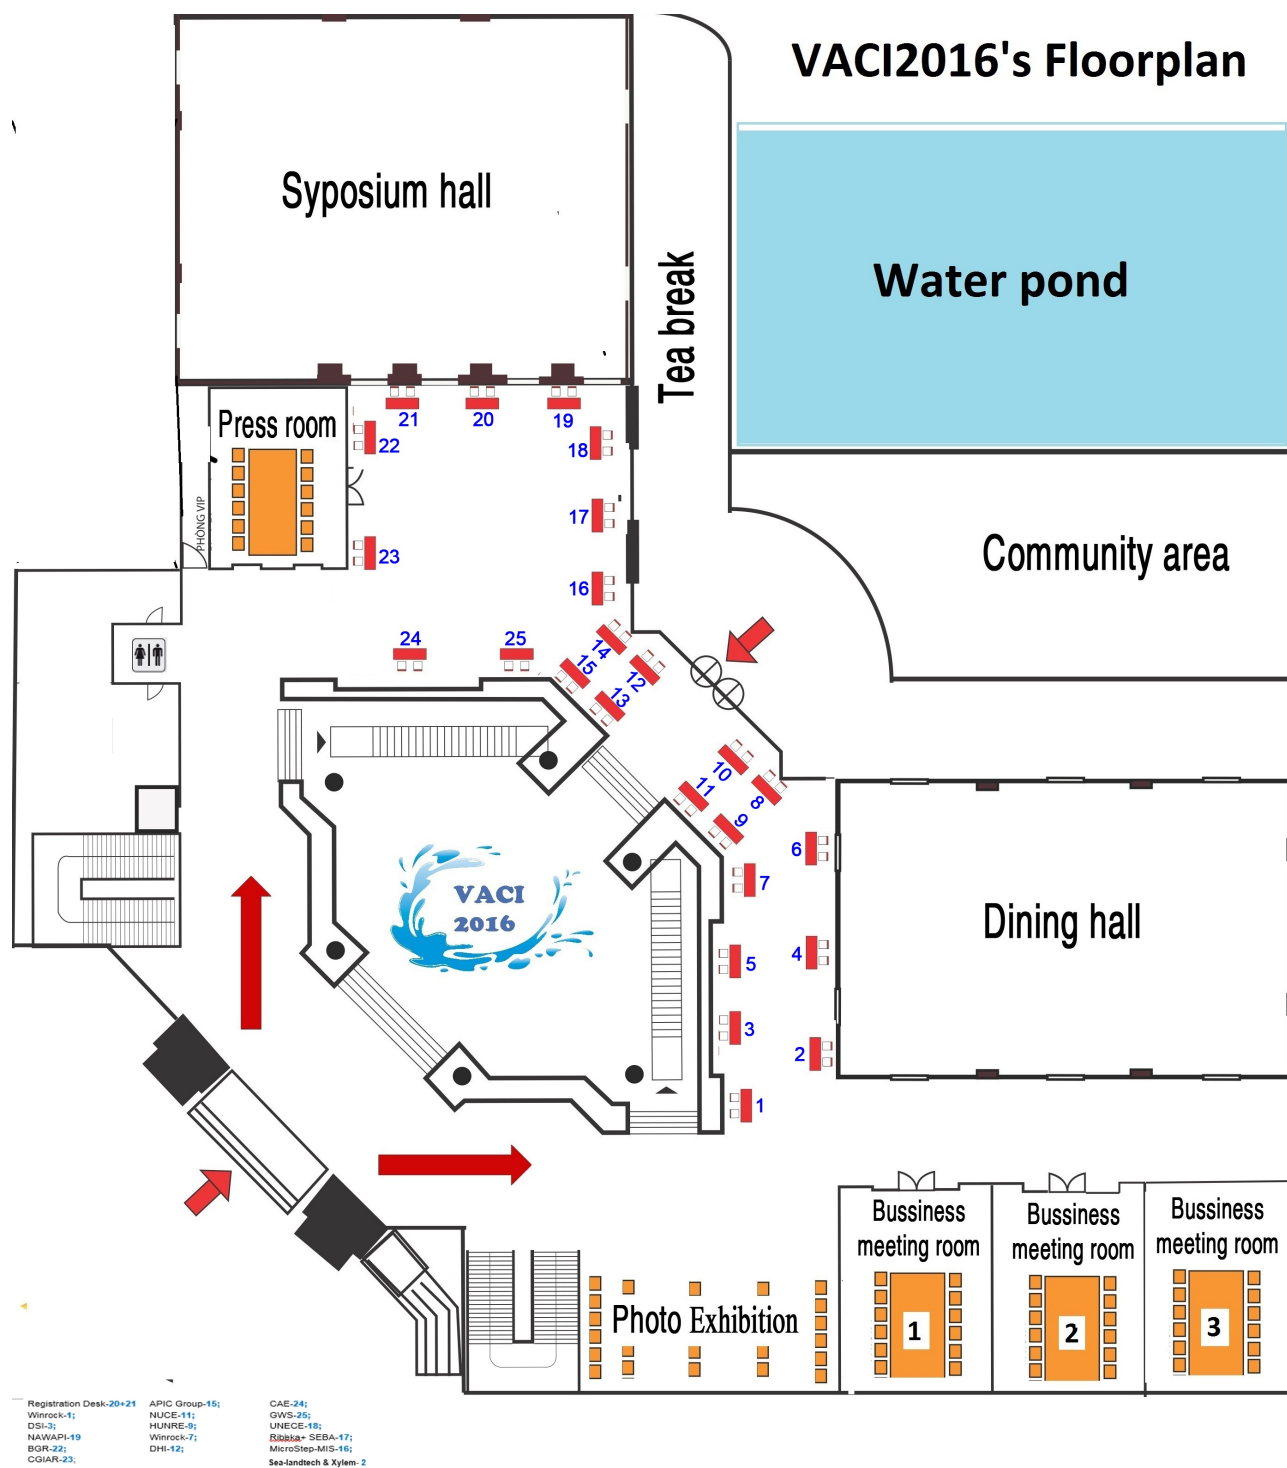 VACI2016's Floorplan
Syposium hall
Tea break
Water pond
Press room
PHÒNG VIP
21
20
19
22
18
17
23
16
Community area
24
25
14
15
12
13
10
11
8
9
6
7
VACI
2016
Dining hall
5
4
3
2
1
Bussiness
meeting room
1
Bussiness
meeting room
2
Bussiness
meeting room
3
Photo Exhibition
Registration Desk-20+21
Winrock-1;
DSI-3;
NAWAPI-19
BGR-22;
CGIAR-23;
APIC Group-15;
NUCE-11;
HUNRE-9;
Winrock-7;
DHI-12;
CAE-24;
GWS-25;
UNECE-18;
Ribeka+ SEBA-17;
MicroStep-MIS-16;
Sea-landtech & Xylem- 2